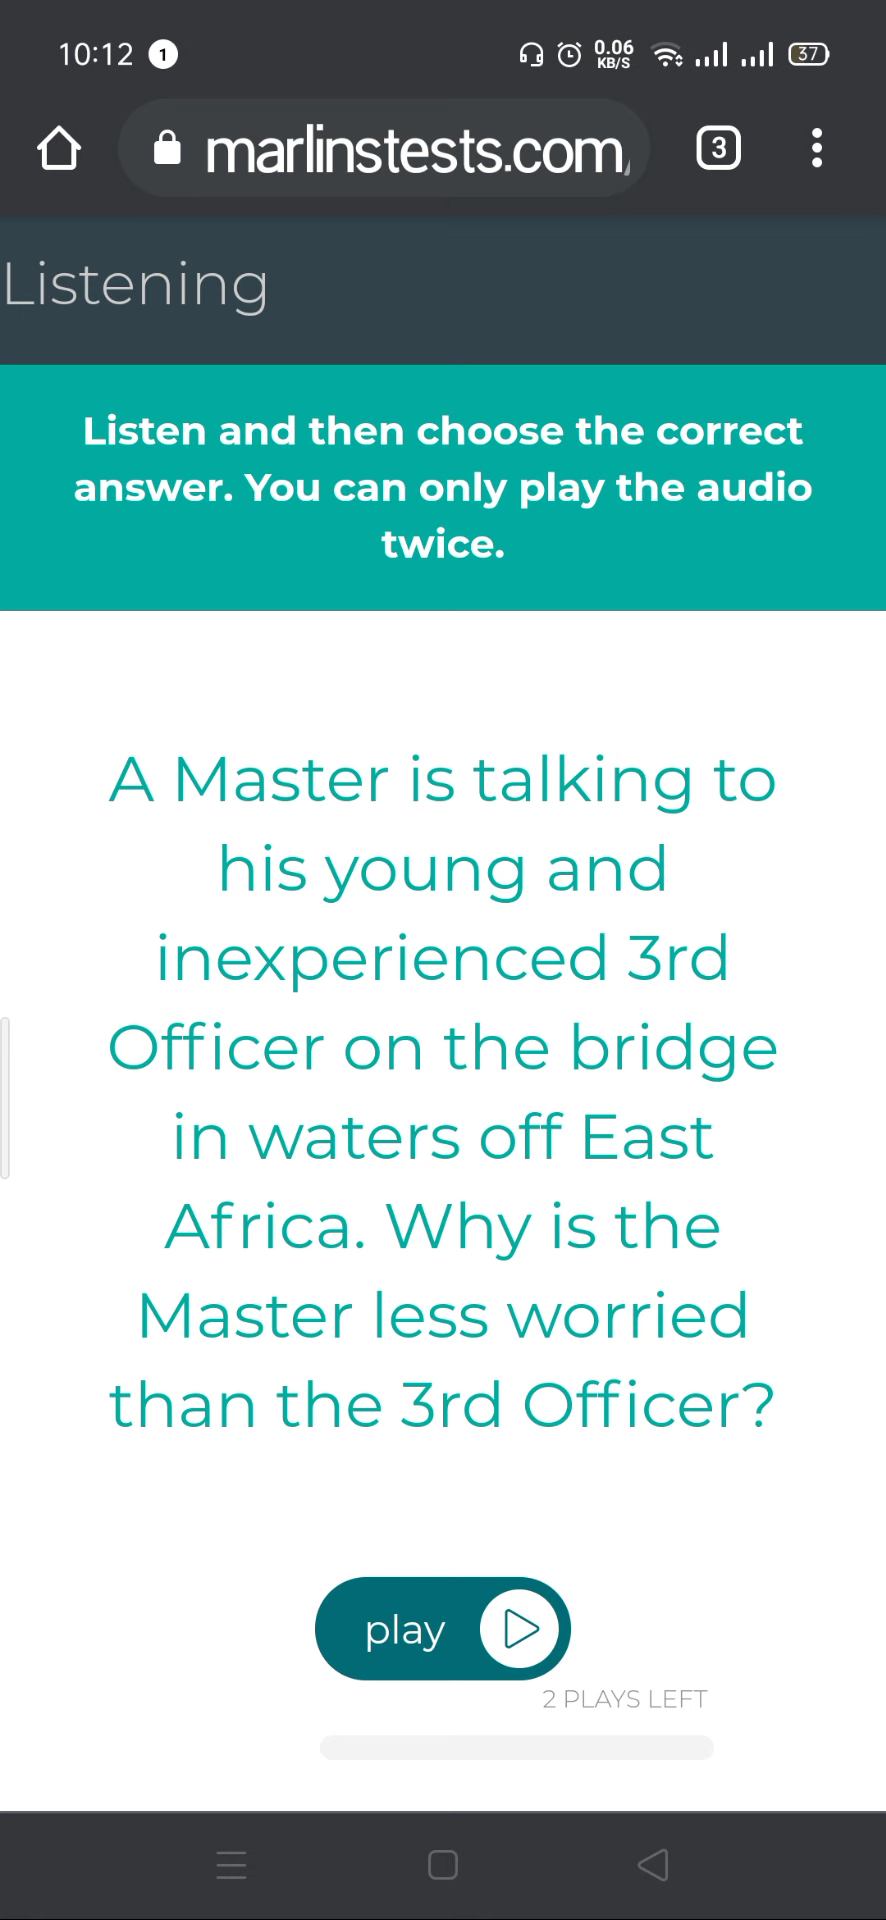 10:12 1 0.06 KB/S 37
marlinstests.com 3
Listening
Listen and then choose the correct
answer. You can only play the audio
twice.
A Master is talking to
his young and
inexperienced 3rd
Officer on the bridge
in waters off East
Africa. Why is the
Master less worried
than the 3rd Officer?
play
2 PLAYS LEFT